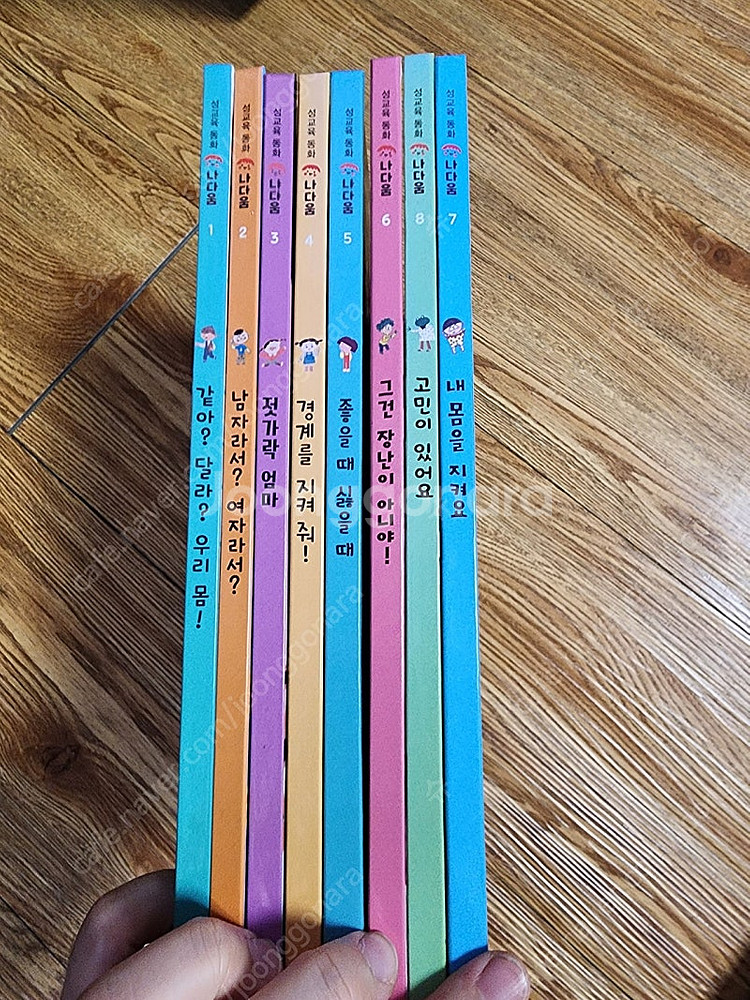 성교육 동화 나다움 1 같아? 달라? 우리 몸!
성교육 동화 나다움 2 남자라서? 여자라서?
성교육 동화 나다움 3 젓가락 엄마
성교육 동화 나다움 4 경계를 지켜 줘!
성교육 동화 나다움 5 좋을 때 싫을 때
성교육 동화 나다움 6 그건 장난이 아니야!
성교육 동화 나다움 8 고민이 있어요
성교육 동화 나다움 7 내 몸을 지켜요
joonggonara
cafe.naver.com/joonggonara